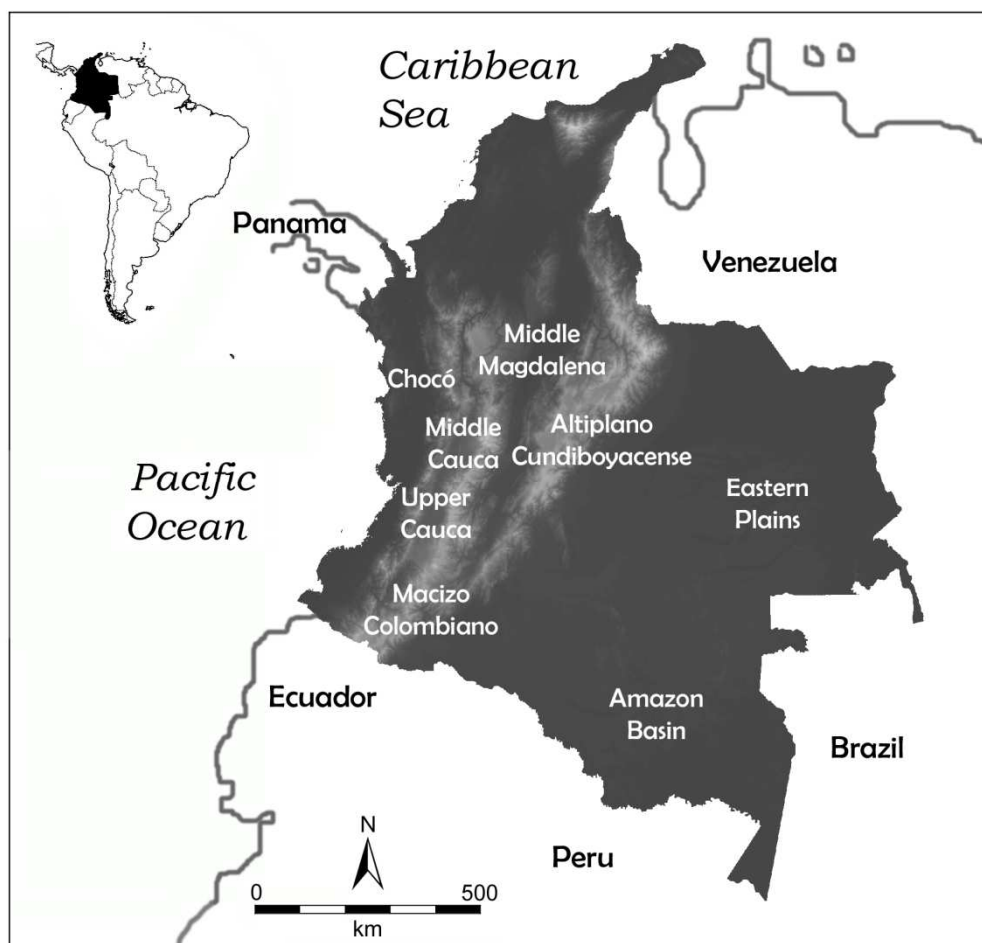 Caribbean
Sea
Panama
Venezuela
Middle
Magdalena
Chocó
Middle
Cauca
Altiplano
Cundiboyacense
Pacific
Ocean
Upper
Cauca
Eastern
Plains
Macizo
Colombiano
Ecuador
Amazon
Basin
Brazil
N
Peru
0 500
km